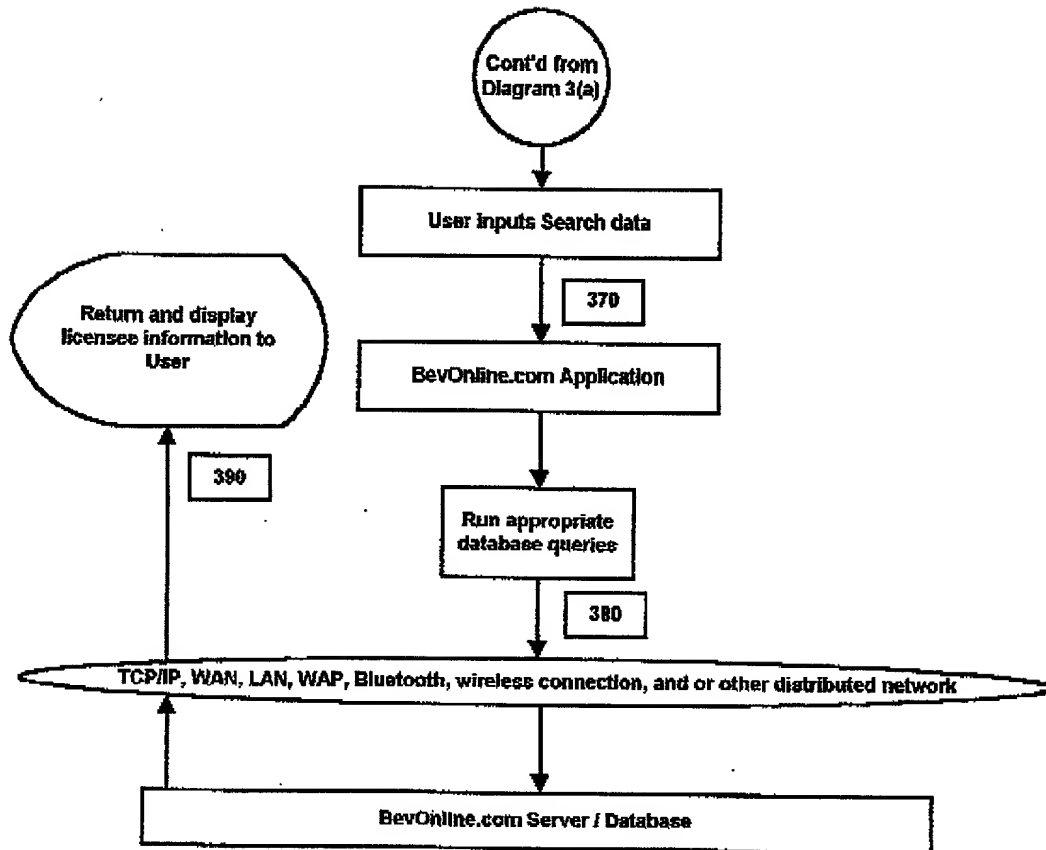 Cont'd from
Diagram 3(a)
User Inputs Search data
370
Return and display
licensee information to
User
BevOnline.com Application
390
Run appropriate
database queries
380
TCP/IP, WAN, LAN, WAP, Bluetooth, wireless connection, and or other distributed network
BevOnline.com Server / Database